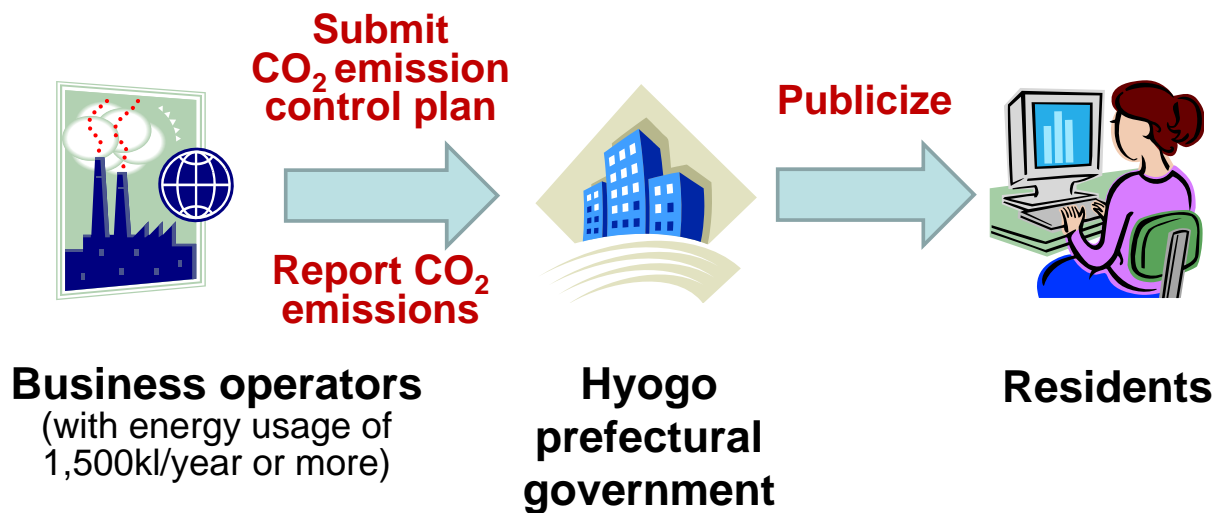 Submit
CO₂ emission
control plan
Publicize
Report CO₂
emissions
Business operators
(with energy usage of
1,500kl/year or more)
Hyogo
prefectural
government
Residents